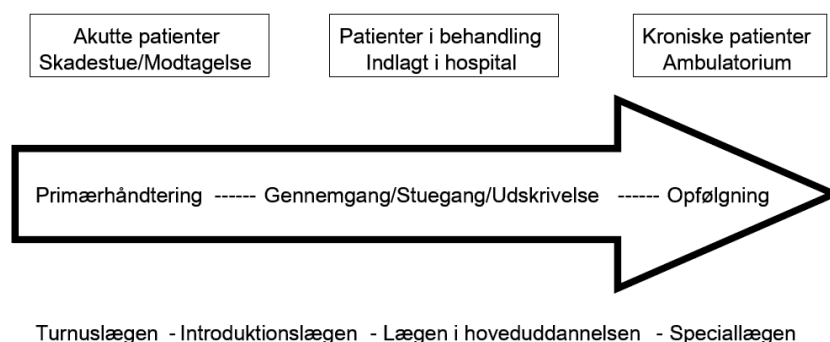 Akutte patienter
Skadestue/Modtagelse
Patienter i behandling
Indlagt i hospital
Kroniske patienter
Ambulatorium
Primærhåndtering ------ Gennemgang/Stuegang/Udskrivelse ------ Opfølgning
Turnuslægen - Introduktionslægen - Lægen i hoveduddannelsen - Speciallægen